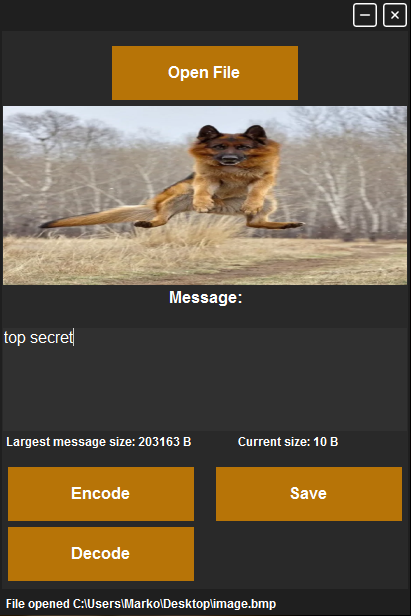 Open File
Message:
top secret
Largest message size: 203163 B Current size: 10 B
Encode Save
Decode
File opened C:\Users\Marko\Desktop\image.bmp